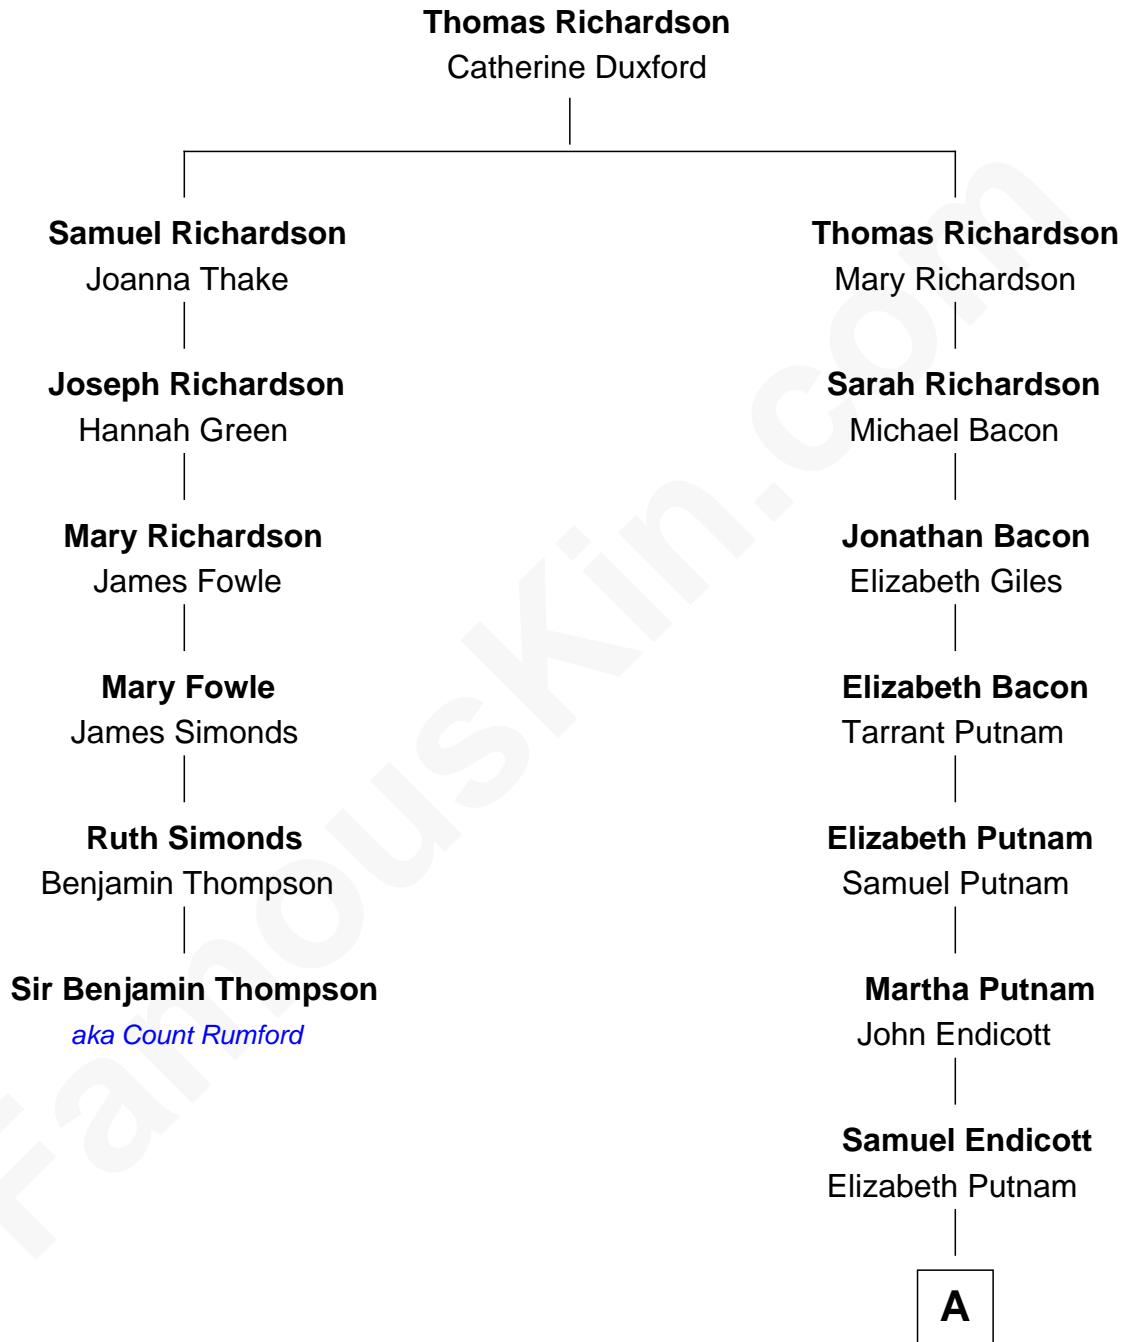 Thomas Richardson
Catherine Duxford
Samuel Richardson
Joanna Thake
Joseph Richardson
Hannah Green
Mary Richardson
James Fowle
Mary Fowle
James Simonds
Ruth Simonds
Benjamin Thompson
Sir Benjamin Thompson
aka Count Rumford
Thomas Richardson
Mary Richardson
Sarah Richardson
Michael Bacon
Jonathan Bacon
Elizabeth Giles
Elizabeth Bacon
Tarrant Putnam
Elizabeth Putnam
Samuel Putnam
Martha Putnam
John Endicott
Samuel Endicott
Elizabeth Putnam
A
FamousKin.com